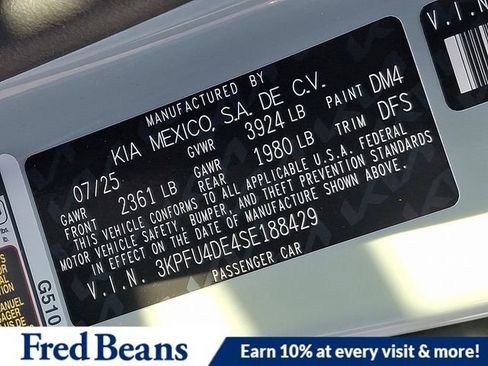 MANUFACTURED BY
KIA MEXICO, S.A. DE C.V.
07/25 GVWR 3924 LB PAINT DM4
GAWR FRONT 2361 LB GAWR REAR 1980 LB TRIM DFS
THIS VEHICLE CONFORMS TO ALL APPLICABLE U.S.A. FEDERAL
MOTOR VEHICLE SAFETY, BUMPER, AND THEFT PREVENTION STANDARDS
IN EFFECT ON THE DATE OF MANUFACTURE SHOWN ABOVE.
V.I.N. 3KPFU4DE4SE188429
PASSENGER CAR
V.I.N.
G510
MANUEL
Fred Beans
Earn 10% at every visit & more!